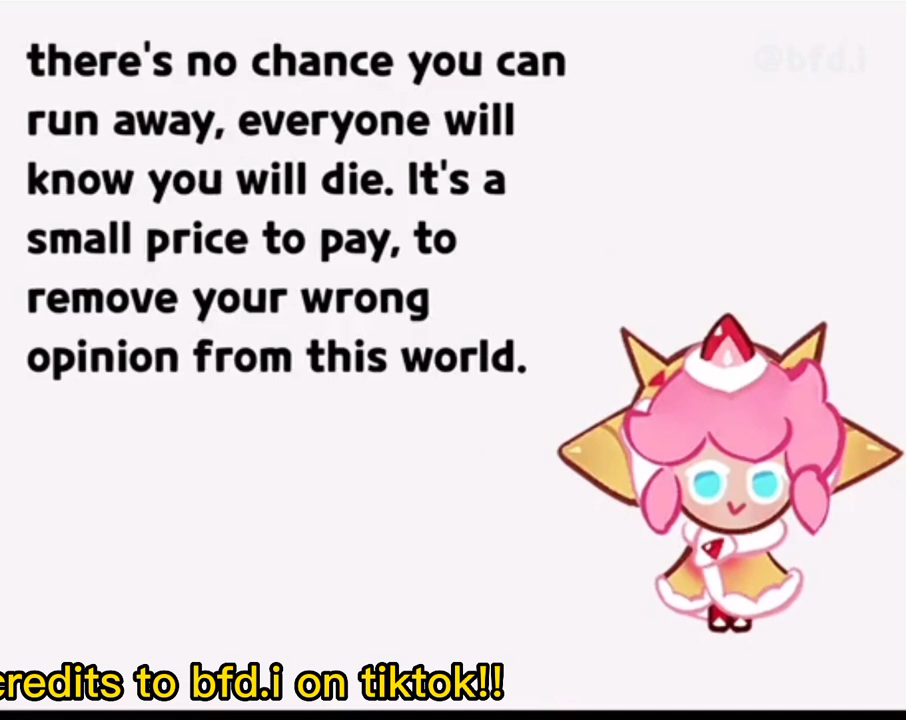 there's no chance you can
@bfd.i
run away, everyone will
know you will die. It's a
small price to pay, to
remove your wrong
opinion from this world.
credits to bfd.i on tiktok!!